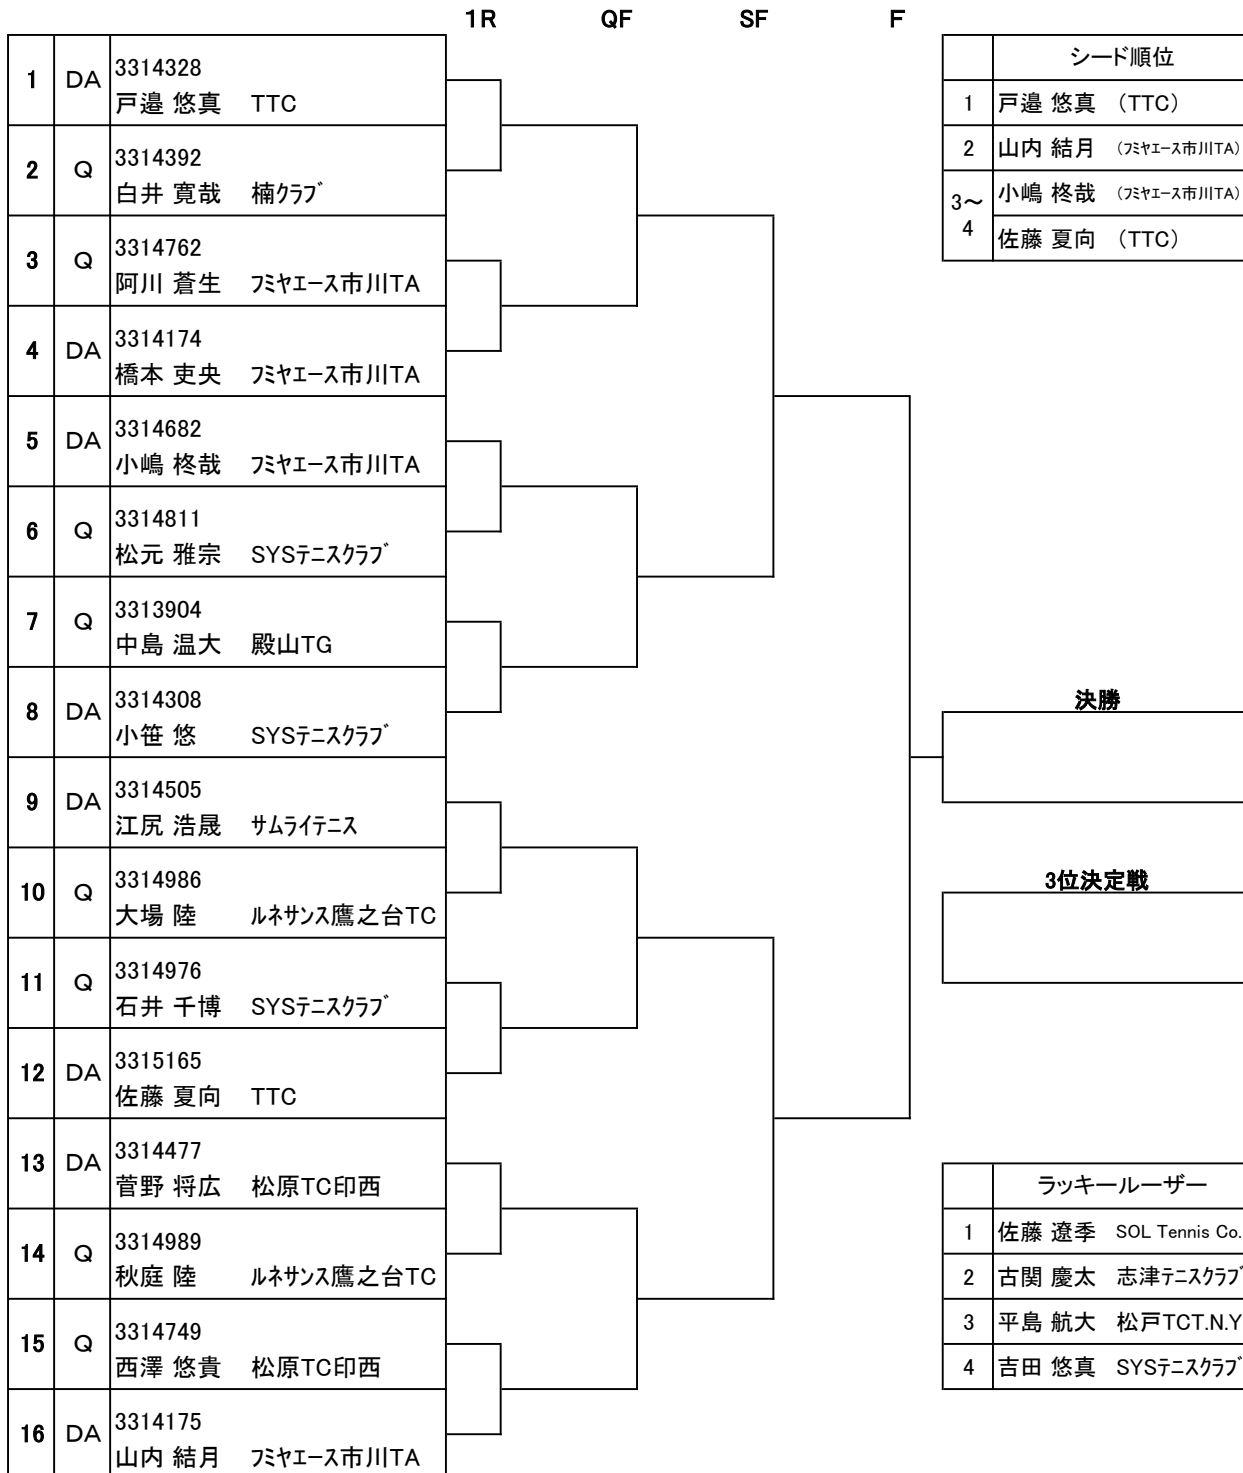 1R QF SF F
1 DA 3314328
戸邉 悠真 TTC
2 Q 3314392
白井 寛哉 楠ｸﾗﾌﾞ
3 Q 3314762
阿川 蒼生 ﾌﾐﾔｴｰｽ市川TA
4 DA 3314174
橋本 吏央 ﾌﾐﾔｴｰｽ市川TA
5 DA 3314682
小嶋 柊哉 ﾌﾐﾔｴｰｽ市川TA
6 Q 3314811
松元 雅宗 SYSﾃﾆｽｸﾗﾌﾞ
7 Q 3313904
中島 温大 殿山TG
8 DA 3314308
小笹 悠 SYSﾃﾆｽｸﾗﾌﾞ
9 DA 3314505
江尻 浩晟 ｻﾑﾗｲﾃﾆｽ
10 Q 3314986
大場 陸 ﾙﾈｻﾝｽ鷹之台TC
11 Q 3314976
石井 千博 SYSﾃﾆｽｸﾗﾌﾞ
12 DA 3315165
佐藤 夏向 TTC
13 DA 3314477
菅野 将広 松原TC印西
14 Q 3314989
秋庭 陸 ﾙﾈｻﾝｽ鷹之台TC
15 Q 3314749
西澤 悠貴 松原TC印西
16 DA 3314175
山内 結月 ﾌﾐﾔｴｰｽ市川TA
シード順位
1 戸邉 悠真 (TTC)
2 山内 結月 (ﾌﾐﾔｴｰｽ市川TA)
3～4 小嶋 柊哉 (ﾌﾐﾔｴｰｽ市川TA)
佐藤 夏向 (TTC)
決勝
3位決定戦
ラッキールーザー
1 佐藤 遼季 SOL Tennis Co.
2 古関 慶太 志津ﾃﾆｽｸﾗﾌﾞ
3 平島 航大 松戸TCT.N.Y
4 吉田 悠真 SYSﾃﾆｽｸﾗﾌﾞ